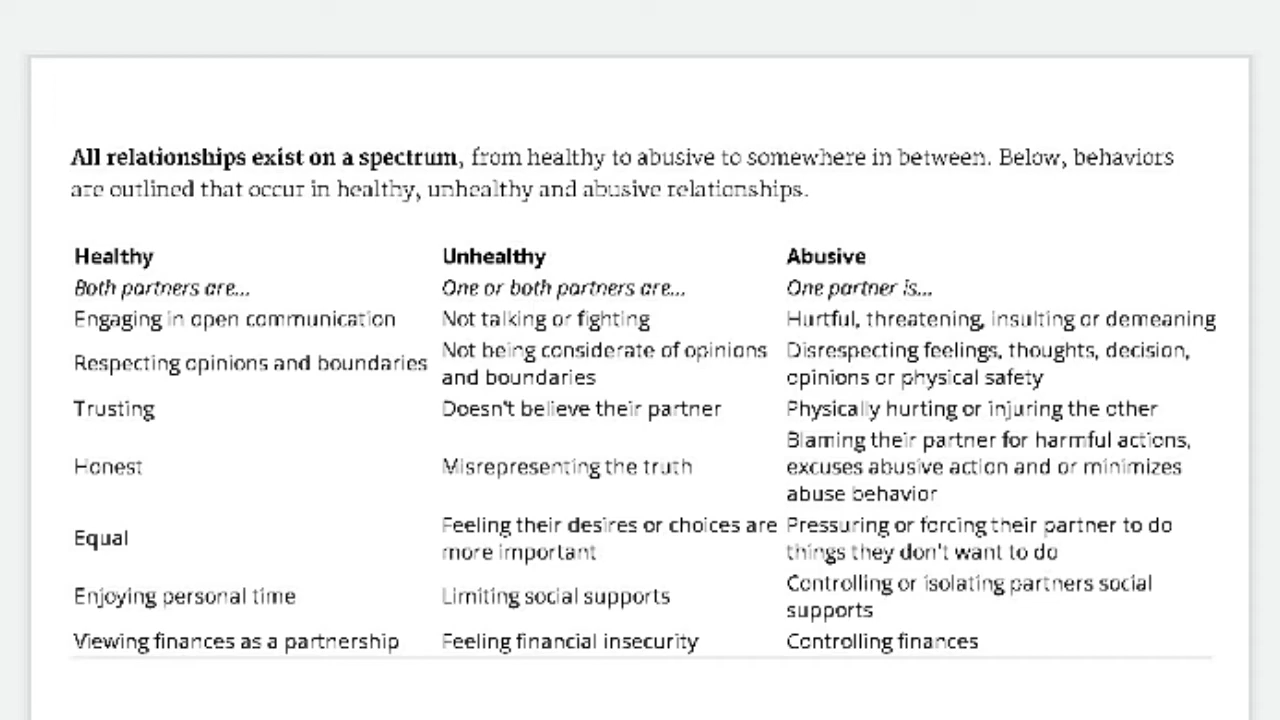 All relationships exist on a spectrum, from healthy to abusive to somewhere in between. Below, behaviors
are outlined that occur in healthy, unhealthy and abusive relationships.
Healthy Unhealthy Abusive
Both partners are... One or both partners are... One partner is...
Engaging in open communication Not talking or fighting Hurtful, threatening, insulting or demeaning
Respecting opinions and boundaries Not being considerate of opinions and boundaries Disrespecting feelings, thoughts, decision, opinions or physical safety
Trusting Doesn't believe their partner Physically hurting or injuring the other
Honest Misrepresenting the truth Blaming their partner for harmful actions, excuses abusive action and or minimizes abuse behavior
Equal Feeling their desires or choices are more important Pressuring or forcing their partner to do things they don't want to do
Enjoying personal time Limiting social supports Controlling or isolating partners social supports
Viewing finances as a partnership Feeling financial insecurity Controlling finances